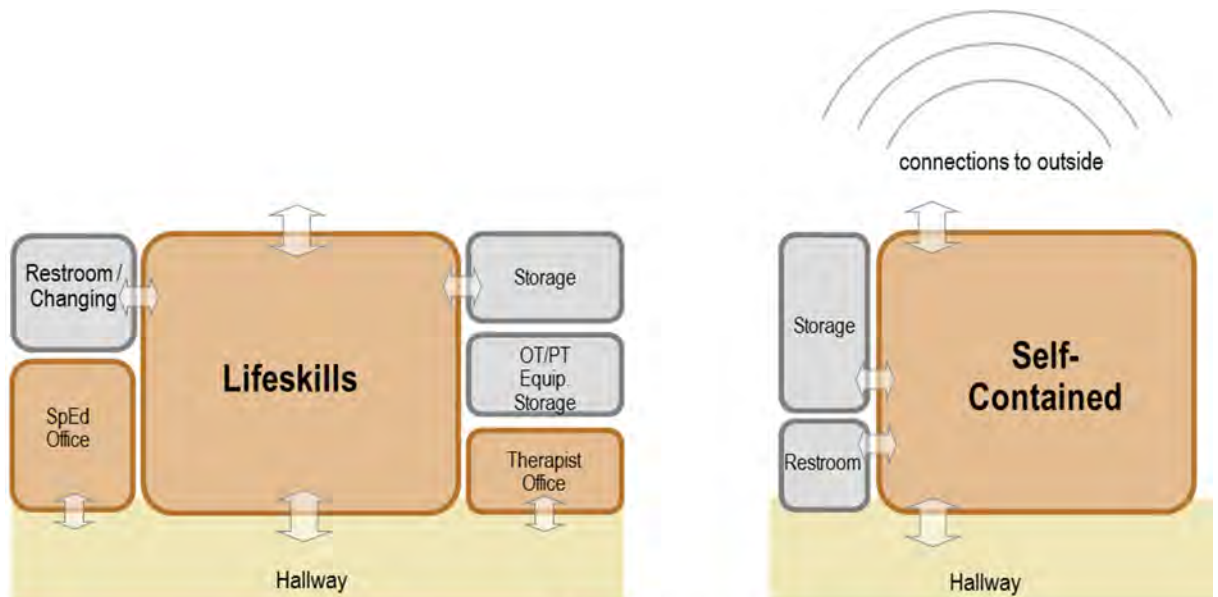 Restroom /
Changing
SpEd
Office
Lifeskills
Storage
OT/PT
Equip.
Storage
Therapist
Office
Hallway
connections to outside
Storage
Restroom
Self-
Contained
Hallway